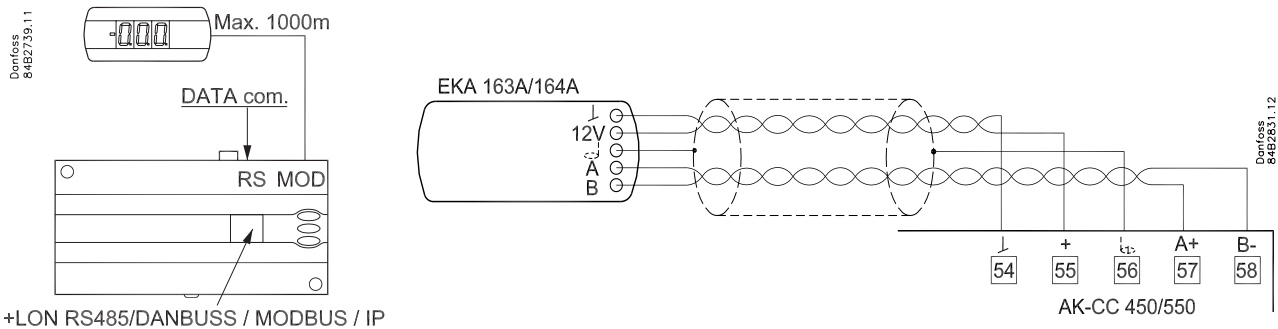 Danfoss
84B2739.11
-000
Max. 1000m
DATA com.
RS MOD
+LON RS485/DANBUSS / MODBUS / IP
EKA 163A/164A
12V
A
B
Danfoss
84B2831.12
+ A+ B-
54 55 56 57 58
AK-CC 450/550